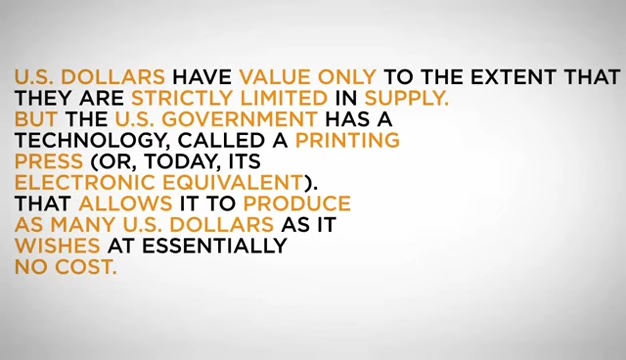 U.S. DOLLARS HAVE VALUE ONLY TO THE EXTENT THAT
THEY ARE STRICTLY LIMITED IN SUPPLY.
BUT THE U.S. GOVERNMENT HAS A
TECHNOLOGY, CALLED A PRINTING
PRESS (OR, TODAY, ITS
ELECTRONIC EQUIVALENT).
THAT ALLOWS IT TO PRODUCE
AS MANY U.S. DOLLARS AS IT
WISHES AT ESSENTIALLY
NO COST.